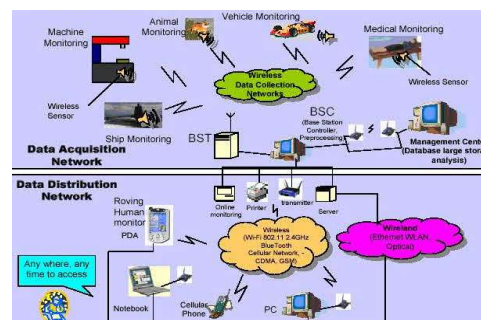 Animal
Monitoring
Vehicle Monitoring
Machine
Monitoring
Medical Monitoring
Wireless
Data Collection
Networks
Wireless
Sensor
Wireless Sensor
Ship Monitoring
BST
BSC
(Base Station
Controller,
Preprocessing)
Management Cente
(Database large stora
analysis)
Data Acquisition
Network
Data Distribution
Network
Roving
Human
monitor
PDA
Online
monitoring
Printer
transmitter
Server
Wireless
(Wi-Fi 802.11 2.4GHz
BlueTooth
Cellular Network, -
CDMA, GSM)
Wireland
(Ethernet WLAN,
Optical)
Any where, any
time to access
Notebook
Cellular
Phone
PC